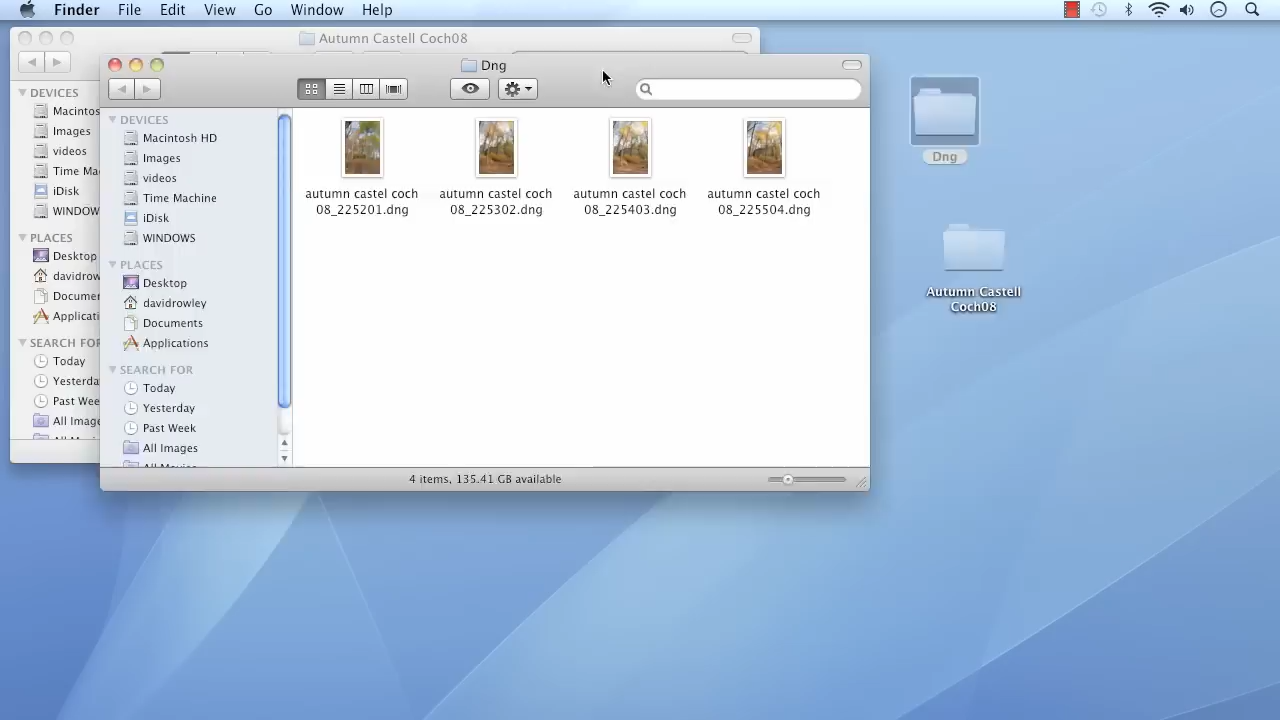 Finder File Edit View Go Window Help
Autumn Castell Coch08
DEVICES
Macintos
Images
videos
Time Ma
iDisk
WINDOW
PLACES
Desktop
davidrow
Docume
Applicati
SEARCH FOR
Today
Yesterda
Past Wee
All Image
Dng
DEVICES
Macintosh HD
Images
videos
Time Machine
iDisk
WINDOWS
PLACES
Desktop
davidrowley
Documents
Applications
SEARCH FOR
Today
Yesterday
Past Week
All Images
autumn castel coch
08_225201.dng
autumn castel coch
08_225302.dng
autumn castel coch
08_225403.dng
autumn castel coch
08_225504.dng
4 items, 135.41 GB available
Dng
Autumn Castell
Coch08